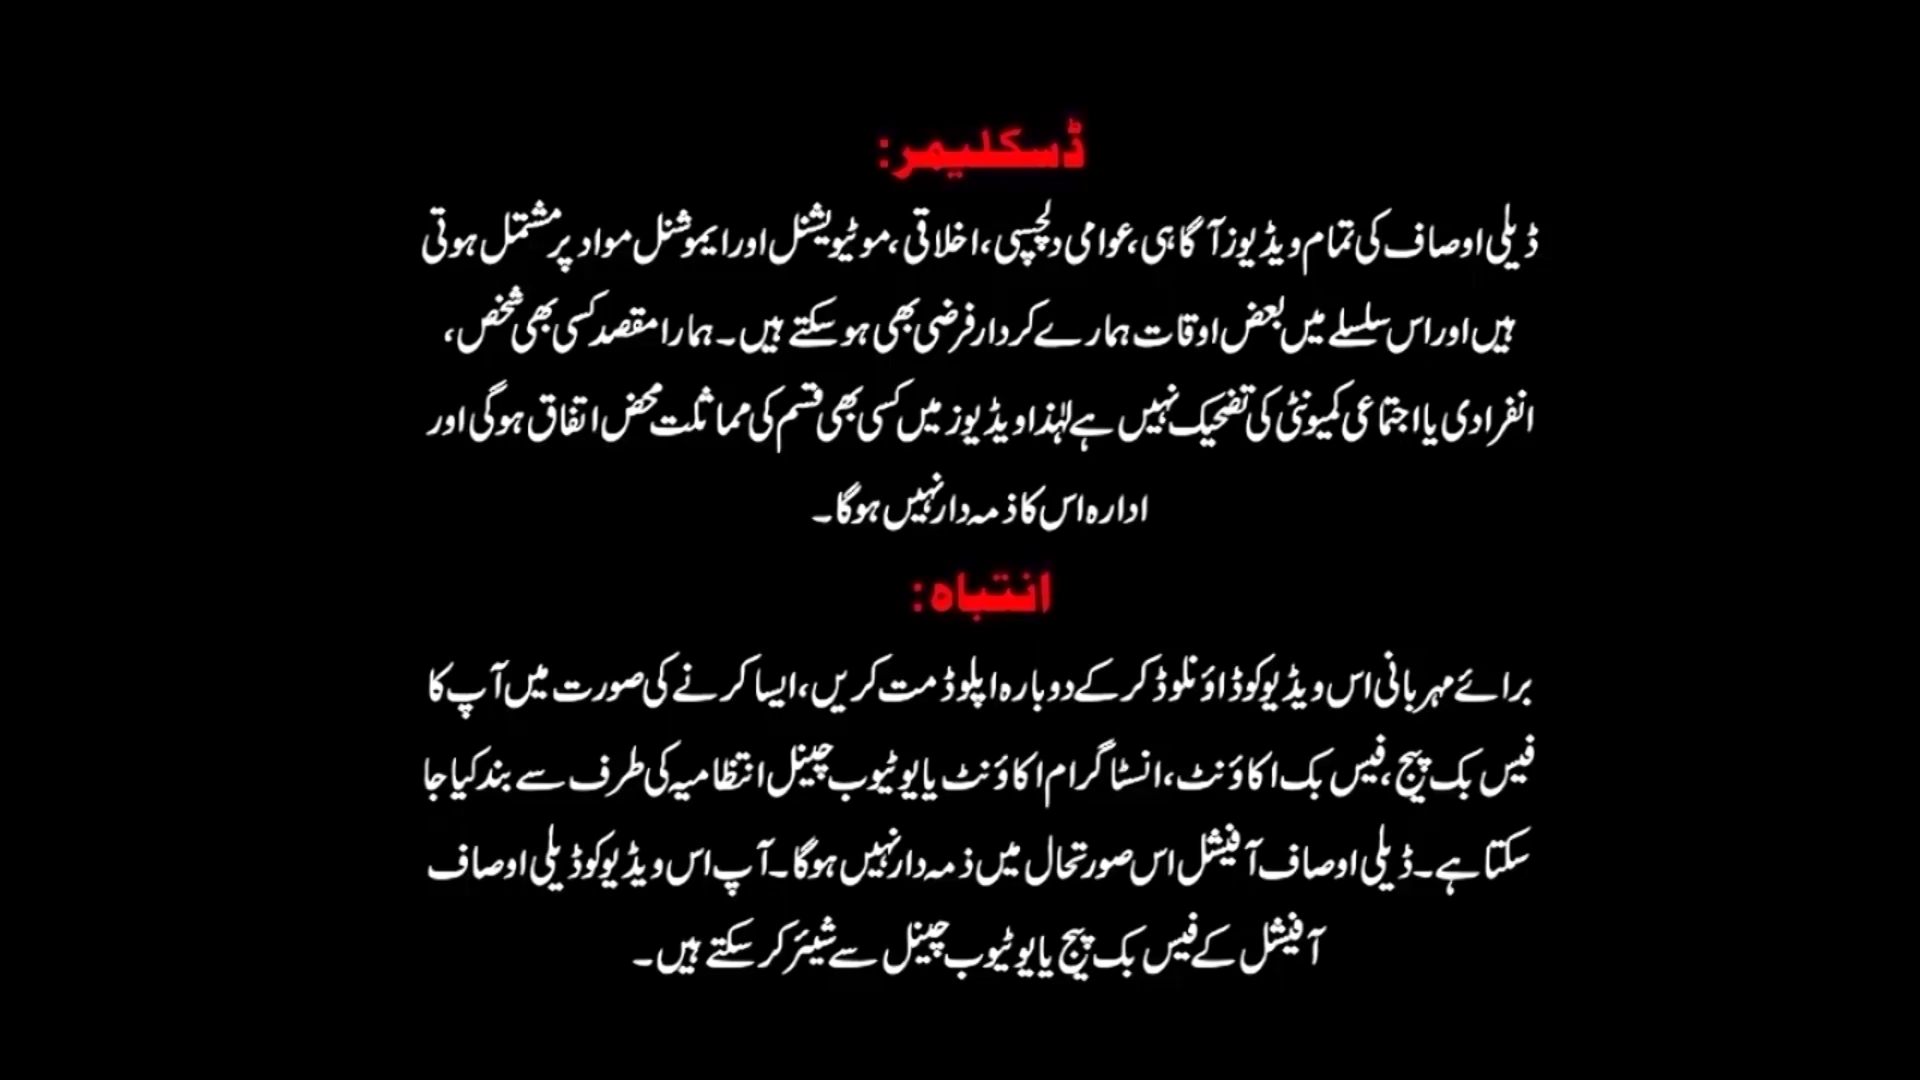 ڈسکلیمر:
ڈیلی اوصاف کی تمام ویڈیوز آگاہی، عوامی دلچسپی، اخلاقی، موٹیویشنل اور ایموشنل مواد پر مشتمل ہوتی
ہیں اور اس سلسلے میں بعض اوقات ہمارے کردار فرضی بھی ہو سکتے ہیں۔ ہمارا مقصد کسی بھی شخص،
انفرادی یا اجتماعی کمیونٹی کی تضحیک نہیں ہے لہٰذا ویڈیوز میں کسی بھی قسم کی مماثلت محض اتفاق ہوگی اور
ادارہ اس کا ذمہ دار نہیں ہوگا۔
انتباہ:
برائے مہربانی اس ویڈیو کو ڈاؤنلوڈ کر کے دوبارہ اپلوڈ مت کریں، ایسا کرنے کی صورت میں آپ کا
فیس بک پیج، فیس بک اکاؤنٹ، انسٹاگرام اکاؤنٹ یا یوٹیوب چینل انتظامیہ کی طرف سے بند کیا جا
سکتا ہے۔ ڈیلی اوصاف آفیشل اس صورتحال میں ذمہ دار نہیں ہوگا۔ آپ اس ویڈیو کو ڈیلی اوصاف
آفیشل کے فیس بک پیج یا یوٹیوب چینل سے شیئر کر سکتے ہیں۔